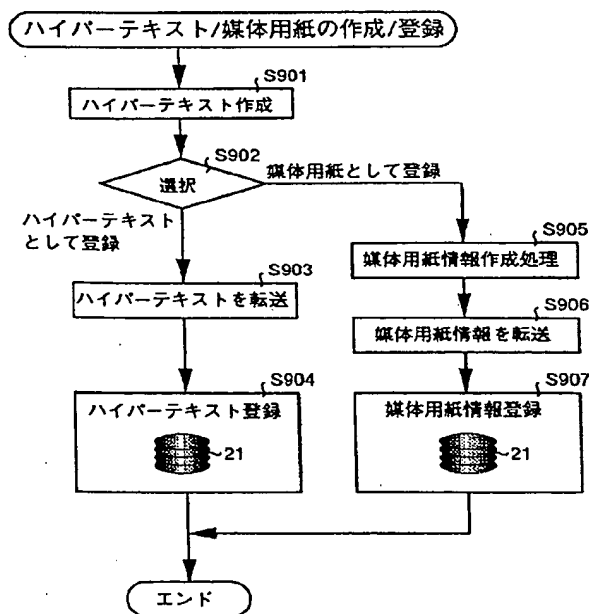 ハイパーテキスト/媒体用紙の作成/登録
S901
ハイパーテキスト作成
S902
選択
媒体用紙として登録
ハイパーテキスト
として登録
S903
ハイパーテキストを転送
S904
ハイパーテキスト登録
21
S905
媒体用紙情報作成処理
S906
媒体用紙情報を転送
S907
媒体用紙情報登録
21
エンド